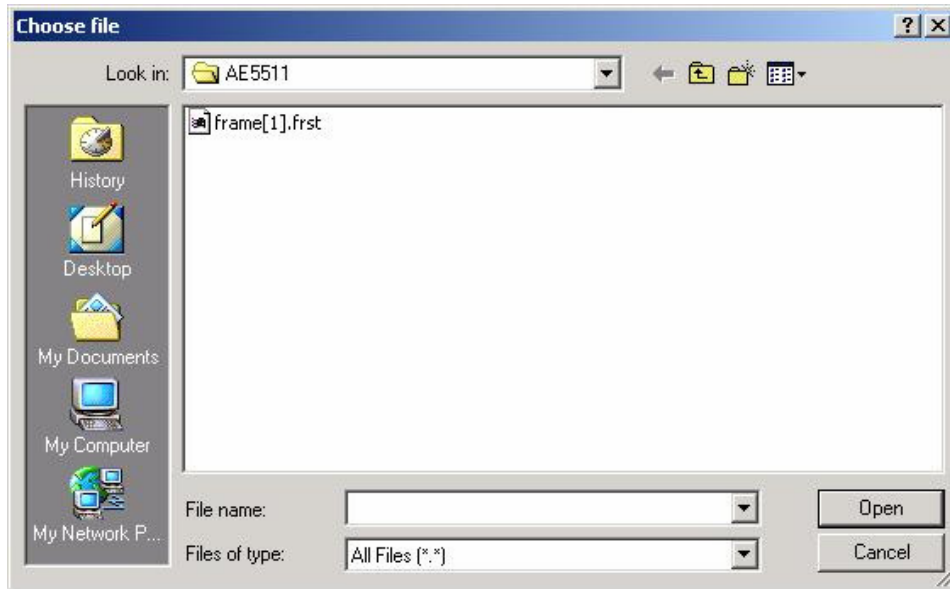 Choose file
Look in: AE5511
frame[1].frst
History
Desktop
My Documents
My Computer
My Network P...
File name:
Open
Files of type: All Files (*.*)
Cancel